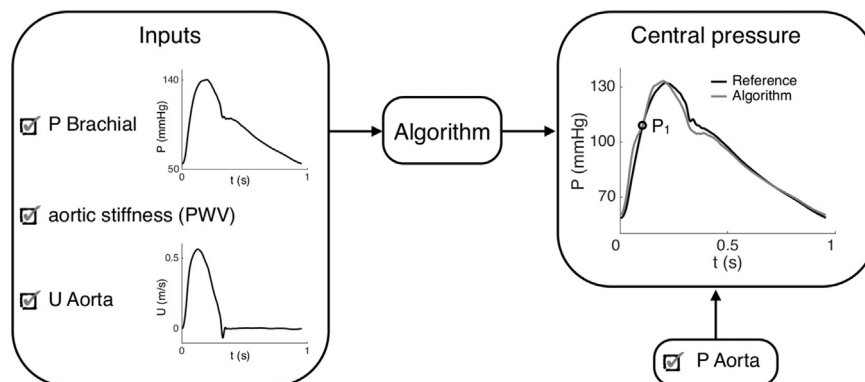 Inputs
P Brachial
140
P (mmHg)
50
0
1
t (s)
aortic stiffness (PWV)
U Aorta
0.5
U (m/s)
0
0
1
t (s)
Algorithm
Central pressure
Reference
Algorithm
130
P1
100
P (mmHg)
70
0
0.5
1
t (s)
P Aorta